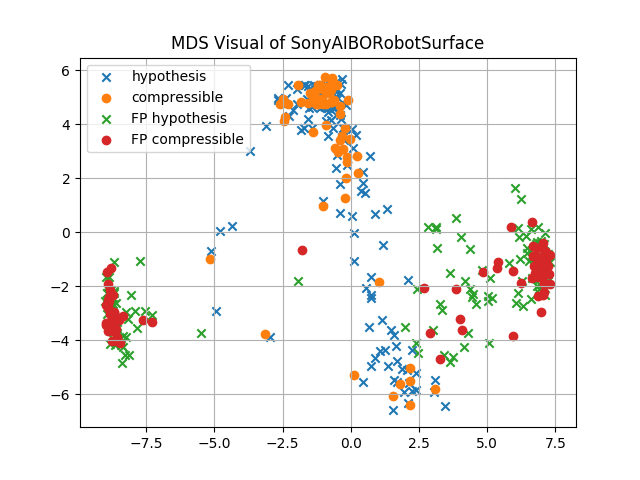 MDS Visual of SonyAIBORobotSurface
hypothesis
compressible
FP hypothesis
FP compressible
6
4
2
0
−2
−4
−6
−7.5 −5.0 −2.5 0.0 2.5 5.0 7.5